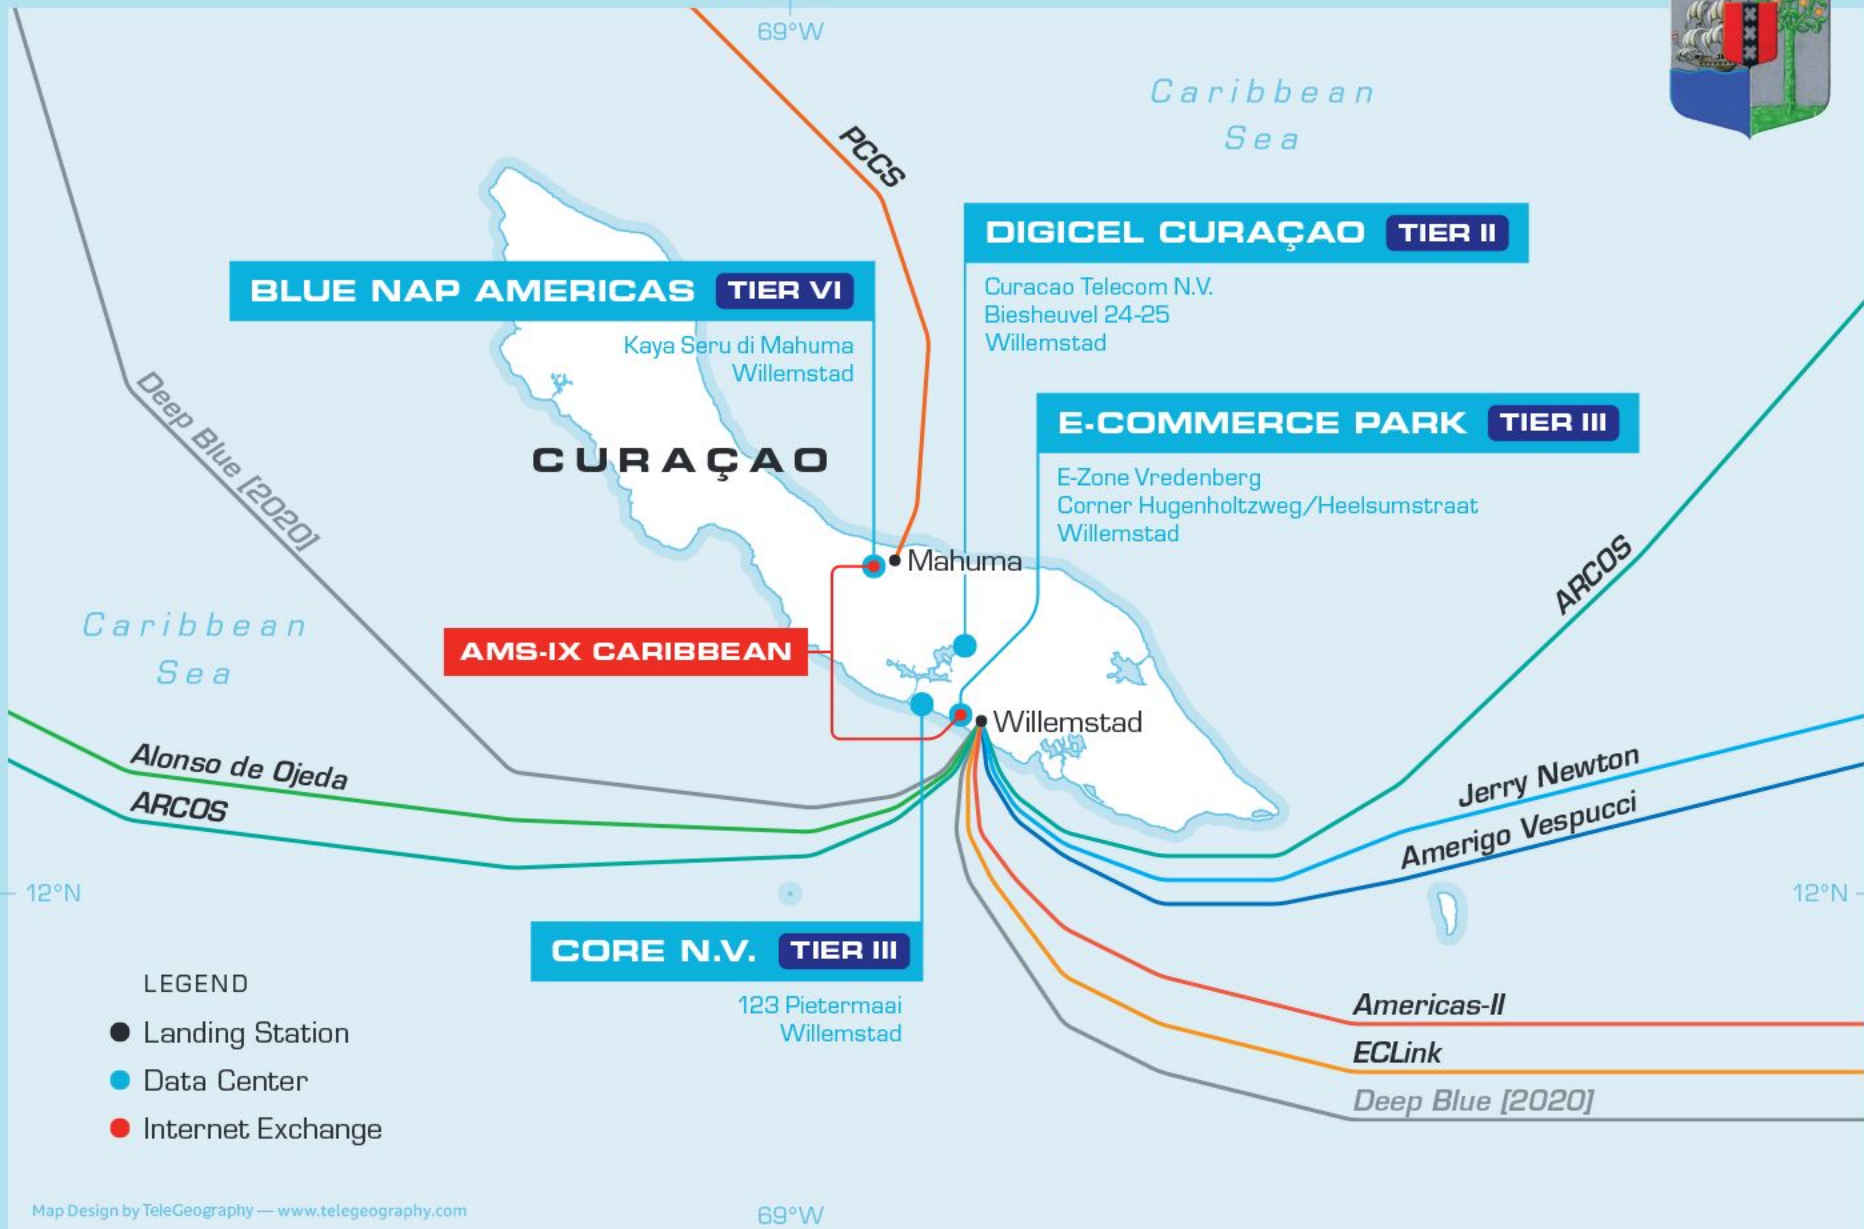 69°W
Caribbean
Sea
PCCS
DIGICEL CURAÇAO TIER II
Curacao Telecom N.V.
Biesheuvel 24-25
Willemstad
BLUE NAP AMERICAS TIER VI
Kaya Seru di Mahuma
Willemstad
E-COMMERCE PARK TIER III
E-Zone Vredenberg
Corner Hugenholtzweg/Heelsumstraat
Willemstad
Deep Blue [2020]
CURAÇAO
Mahuma
ARCOS
Caribbean
Sea
AMS-IX CARIBBEAN
Willemstad
Alonso de Ojeda
ARCOS
Jerry Newton
Amerigo Vespucci
12°N
12°N
CORE N.V. TIER III
123 Pietermaai
Willemstad
Americas-II
ECLink
Deep Blue [2020]
LEGEND
Landing Station
Data Center
Internet Exchange
Map Design by TeleGeography — www.telegeography.com
69°W